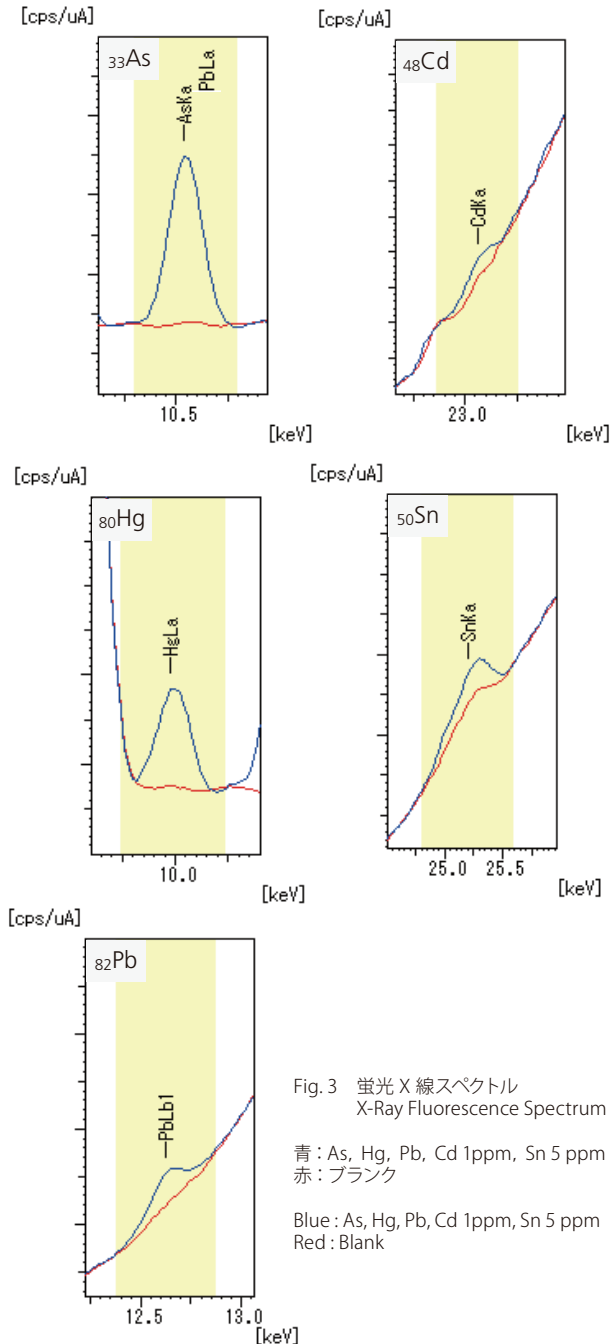 [cps/uA]
33As
AsKa
PbLa
10.5
[keV]
[cps/uA]
48Cd
CdKa
23.0
[keV]
[cps/uA]
80Hg
HgLa
10.0
[keV]
[cps/uA]
50Sn
SnKa
25.0 25.5
[keV]
[cps/uA]
82Pb
PbLb1
12.5 13.0
[keV]
Fig. 3 蛍光 X 線スペクトル
X-Ray Fluorescence Spectrum
青 : As, Hg, Pb, Cd 1ppm, Sn 5 ppm
赤 : ブランク
Blue : As, Hg, Pb, Cd 1ppm, Sn 5 ppm
Red : Blank